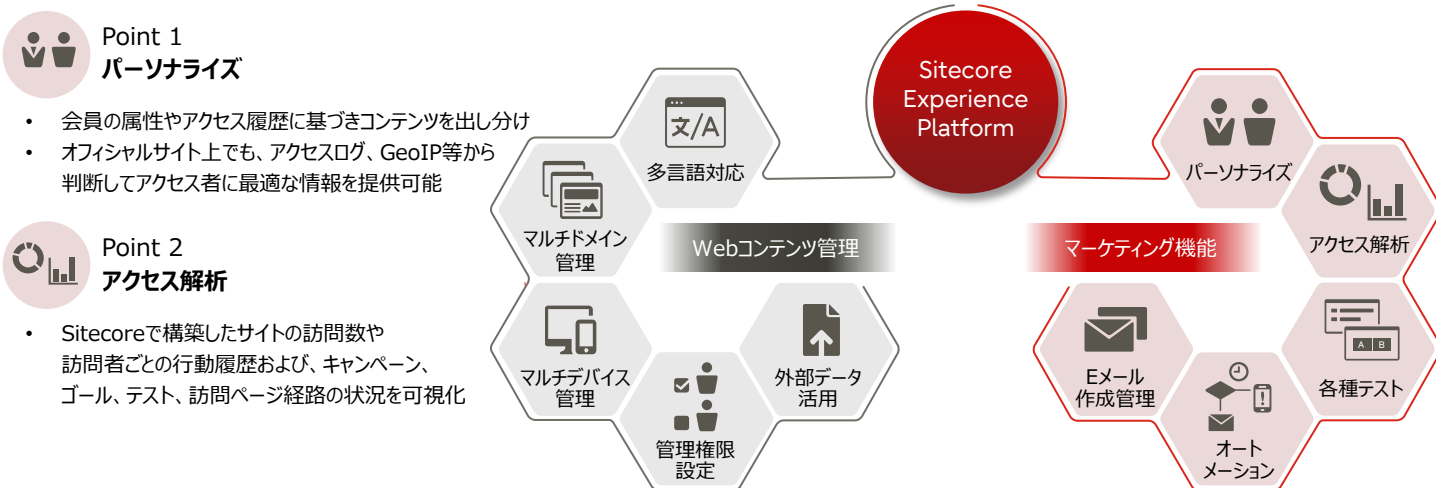 Point 1
パーソナライズ
• 会員の属性やアクセス履歴に基づきコンテンツを出し分け
• オフィシャルサイト上でも、アクセスログ、GeoIP等から
判断してアクセス者に最適な情報を提供可能
Point 2
アクセス解析
• Sitecoreで構築したサイトの訪問数や
訪問者ごとの行動履歴および、キャンペーン、
ゴール、テスト、訪問ページ経路の状況を可視化
Sitecore
Experience
Platform
Webコンテンツ管理
文/A
多言語対応
マルチドメイン
管理
マルチデバイス
管理
管理権限
設定
外部データ
活用
マーケティング機能
パーソナライズ
アクセス解析
A B
各種テスト
オート
メーション
Eメール
作成管理